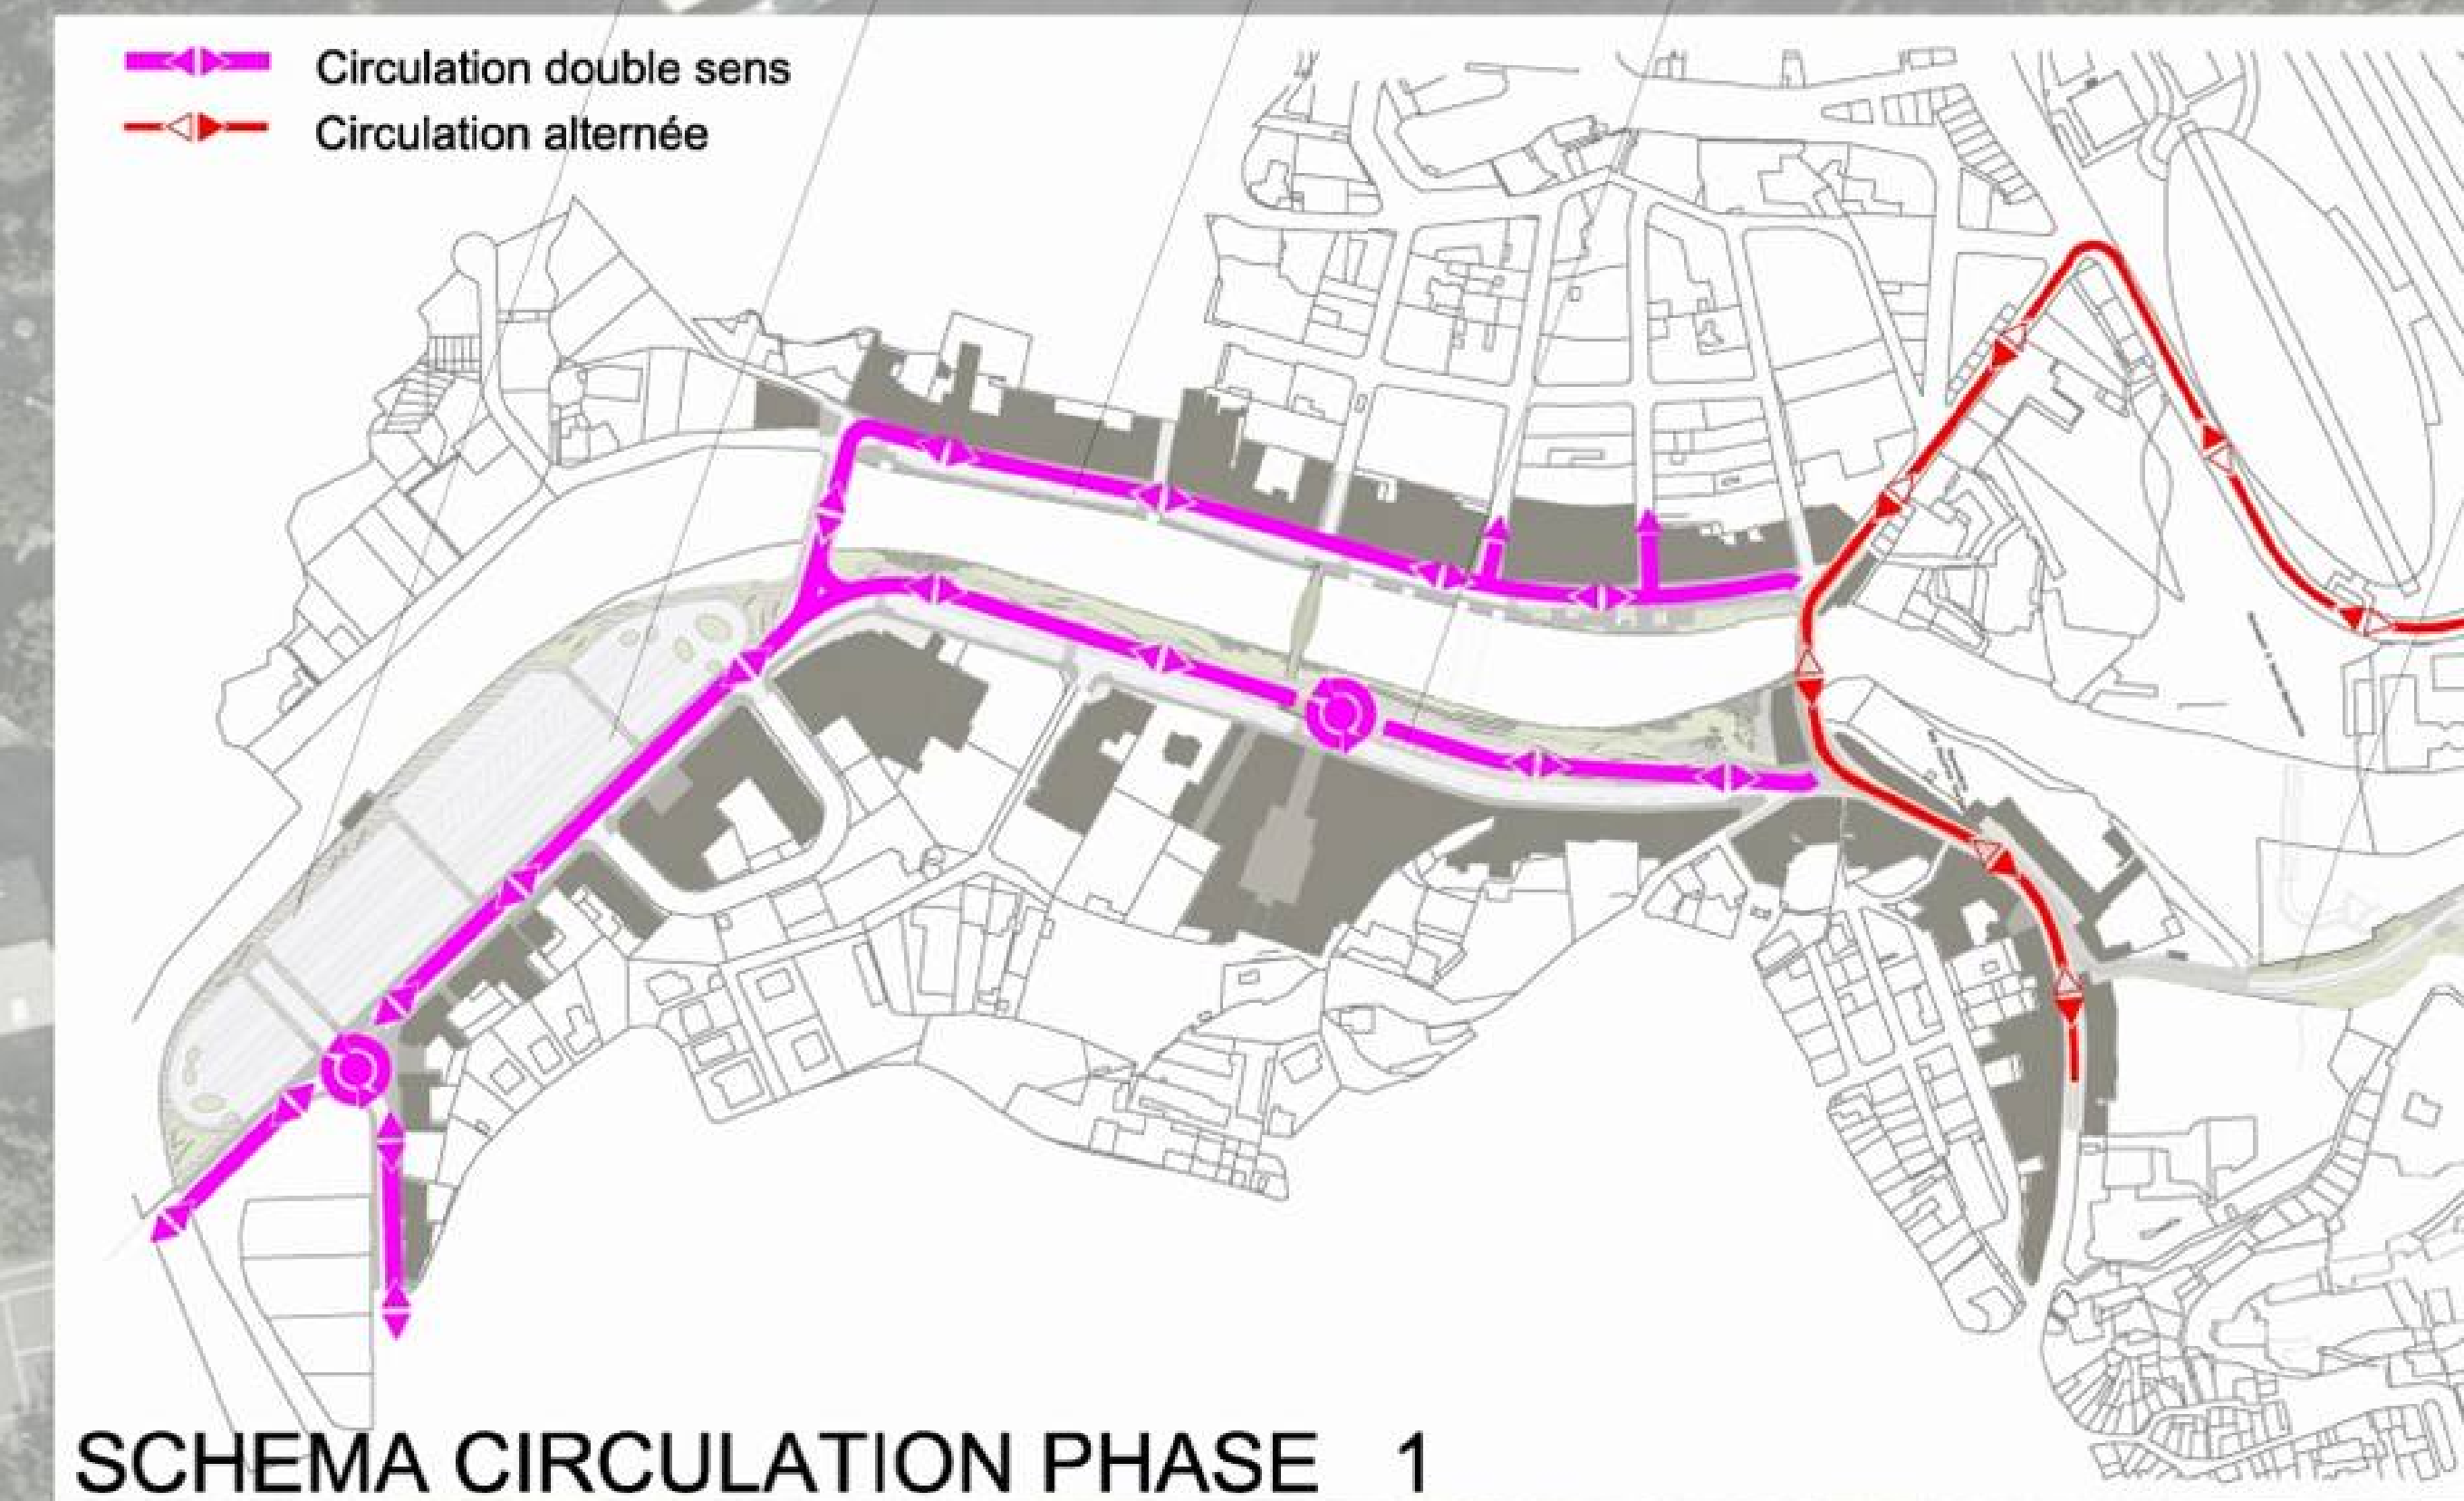 Circulation double sens
Circulation alternée
SCHEMA CIRCULATION PHASE 1